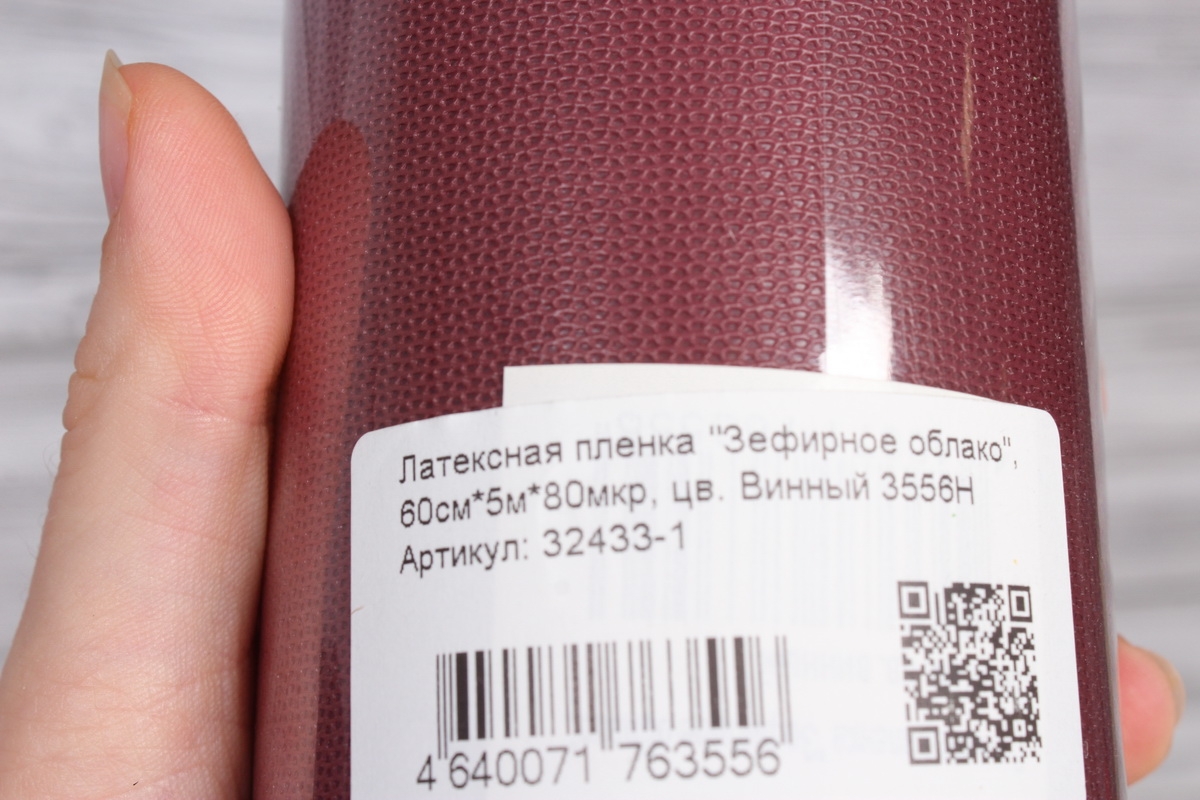 Латексная пленка "Зефирное облако",
60см*5м*80мкр, цв. Винный 3556Н
Артикул: 32433-1
4 640071 763556